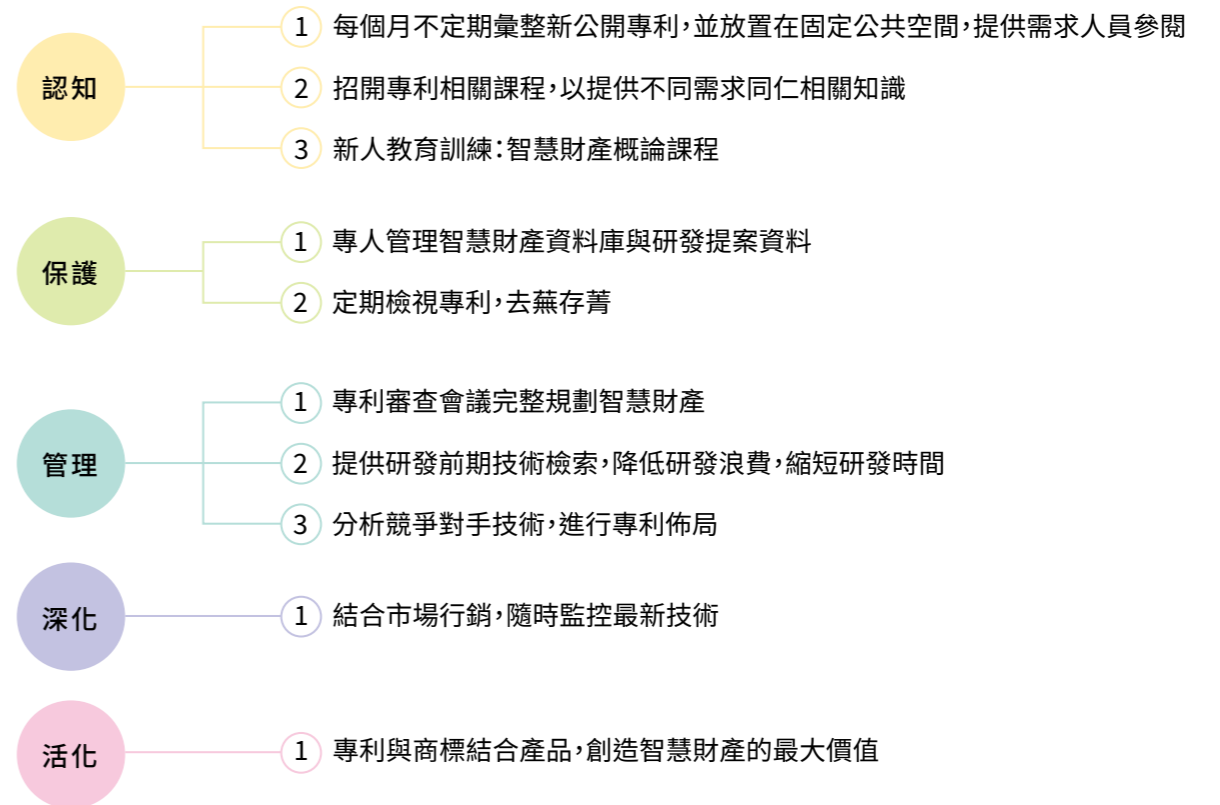 認知
1 每個月不定期彙整新公開專利，並放置在固定公共空間，提供需求人員參閱
2 招開專利相關課程，以提供不同需求同仁相關知識
3 新人教育訓練：智慧財產概論課程
保護
1 專人管理智慧財產資料庫與研發提案資料
2 定期檢視專利，去蕪存菁
管理
1 專利審查會議完整規劃智慧財產
2 提供研發前期技術檢索，降低研發浪費，縮短研發時間
3 分析競爭對手技術，進行專利佈局
深化
1 結合市場行銷，隨時監控最新技術
活化
1 專利與商標結合產品，創造智慧財產的最大價值